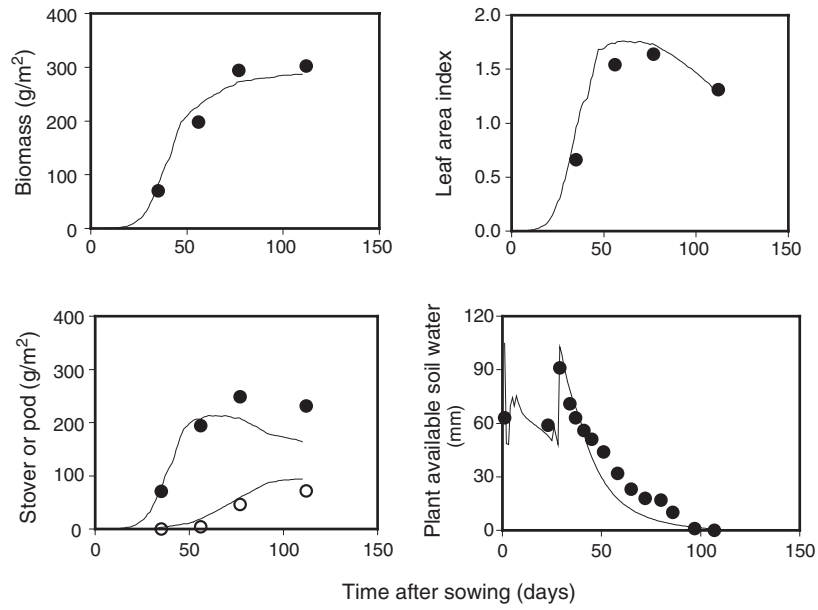 400
300
200
100
0
Biomass (g/m²)
0 50 100 150
2.0
1.5
1.0
0.5
0.0
Leaf area index
0 50 100 150
400
300
200
100
0
Stover or pod (g/m²)
0 50 100 150
120
90
60
30
0
Plant available soil water
(mm)
0 50 100 150
Time after sowing (days)